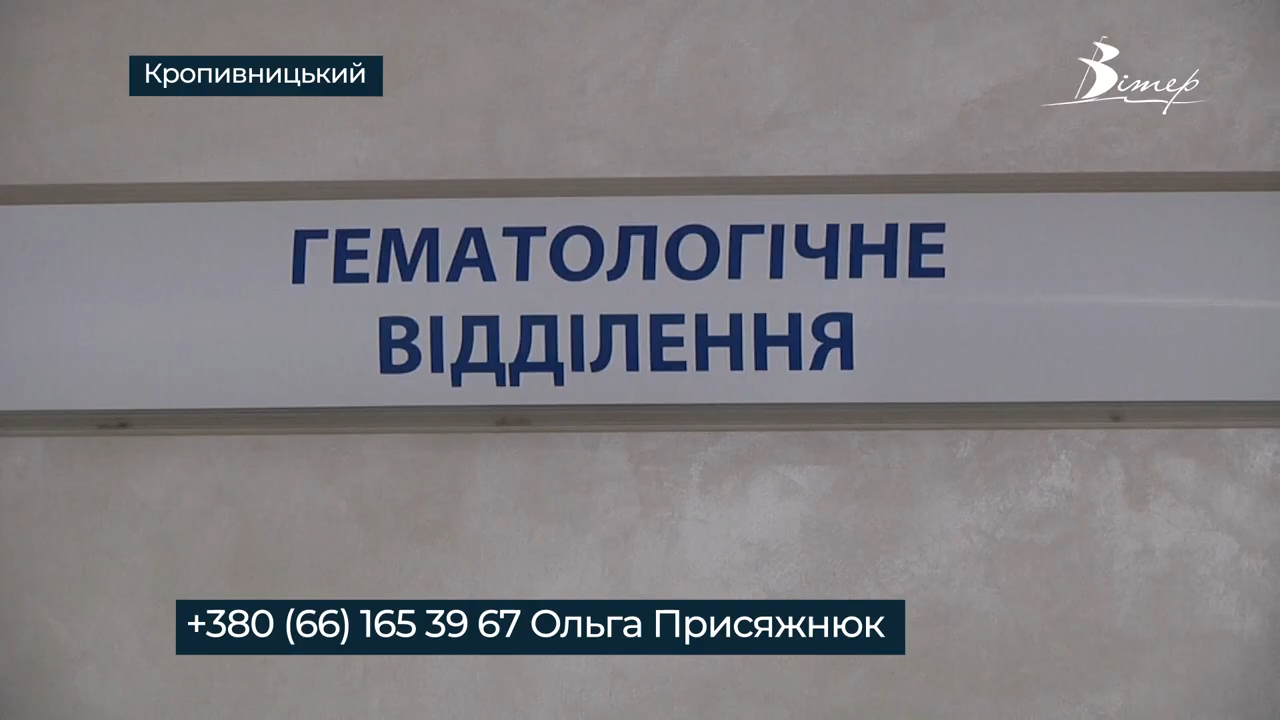 Кропивницький
Вітер
ГЕМАТОЛОГІЧНЕ
ВІДДІЛЕННЯ
+380 (66) 165 39 67 Ольга Присяжнюк